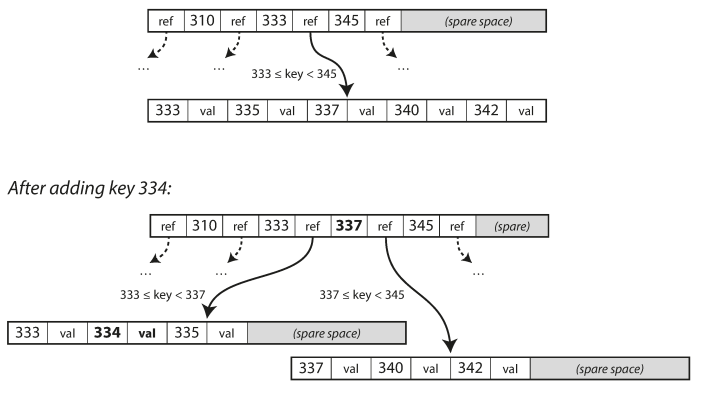 ref 310 ref 333 ref 345 ref (spare space)
... ... ...
333 ≤ key < 345
333 val 335 val 337 val 340 val 342 val
After adding key 334:
ref 310 ref 333 ref 337 ref 345 ref (spare)
... ... ...
333 ≤ key < 337 337 ≤ key < 345
333 val 334 val 335 val (spare space)
337 val 340 val 342 val (spare space)